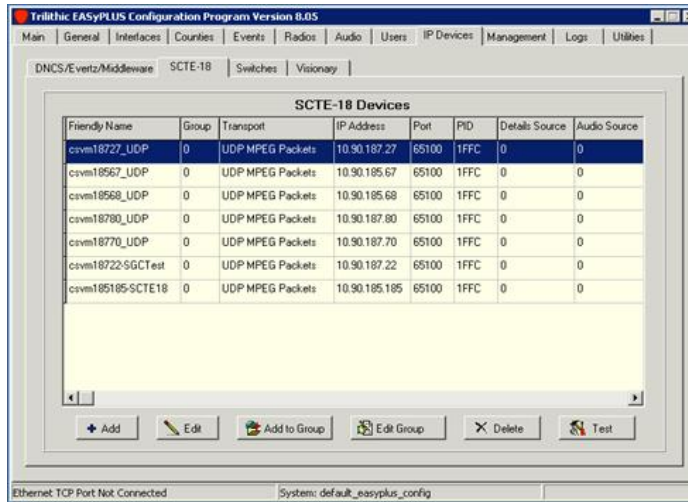 Trilithic EASyPLUS Configuration Program Version 8.05
Main General Interfaces Counties Events Radios Audio Users IP Devices Management Logs Utilities
DNCS/Evertz/Middleware SCTE-18 Switches Visionary
SCTE-18 Devices
Friendly Name Group Transport IP Address Port PID Details Source Audio Source
csvm18727_UDP 0 UDP MPEG Packets 10.90.187.27 65100 1FFC 0 0
csvm18567_UDP 0 UDP MPEG Packets 10.90.185.67 65100 1FFC 0 0
csvm18568_UDP 0 UDP MPEG Packets 10.90.185.68 65100 1FFC 0 0
csvm18780_UDP 0 UDP MPEG Packets 10.90.187.80 65100 1FFC 0 0
csvm18770_UDP 0 UDP MPEG Packets 10.90.187.70 65100 1FFC 0 0
csvm18722-SGCTest 0 UDP MPEG Packets 10.90.187.22 65100 1FFC 0 0
csvm185185-SCTE18 0 UDP MPEG Packets 10.90.185.185 65100 1FFC 0 0
Add Edit Add to Group Edit Group Delete Test
Ethernet TCP Port Not Connected System: default_easyplus_config